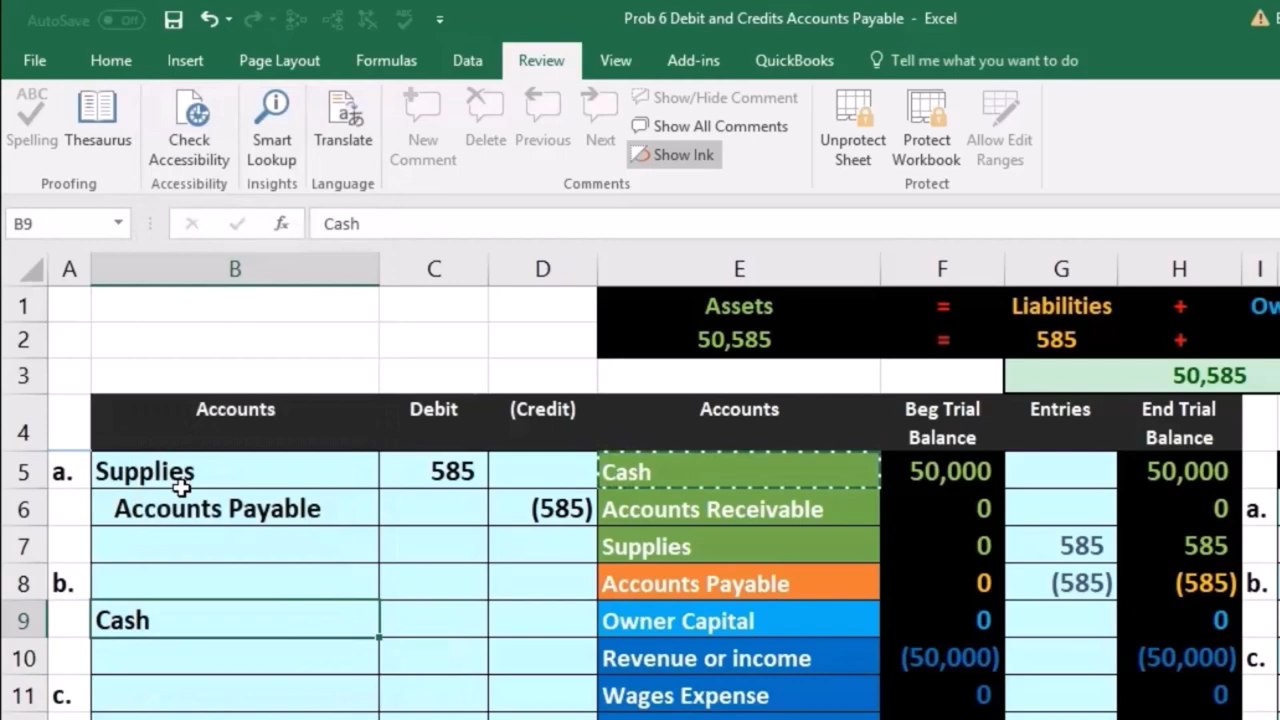 AutoSave Off Prob 6 Debit and Credits Accounts Payable - Excel
File Home Insert Page Layout Formulas Data Review View Add-ins QuickBooks Tell me what you want to do
ABC
Spelling Thesaurus Check Accessibility Smart Lookup Translate New Comment Delete Previous Next Show/Hide Comment Show All Comments Show Ink Unprotect Sheet Protect Workbook Allow Edit Ranges
Proofing Accessibility Insights Language Comments Protect
B9 fx Cash
A B C D E F G H I
1 Assets = Liabilities + Ow
2 50,585 = 585 +
3 50,585
4 Accounts Debit (Credit) Accounts Beg Trial Balance Entries End Trial Balance
5 a. Supplies 585 Cash 50,000 50,000
6 Accounts Payable (585) Accounts Receivable 0 0 a.
7 Supplies 0 585 585
8 b. Accounts Payable 0 (585) (585) b.
9 Cash Owner Capital 0 0
10 Revenue or income (50,000) (50,000) c.
11 c. Wages Expense 0 0